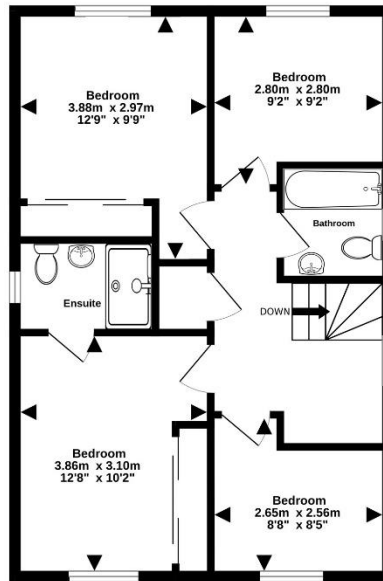 Bedroom
3.88m x 2.97m
12'9" x 9'9"
Bedroom
2.80m x 2.80m
9'2" x 9'2"
Bathroom
Ensuite
DOWN
Bedroom
3.86m x 3.10m
12'8" x 10'2"
Bedroom
2.65m x 2.56m
8'8" x 8'5"